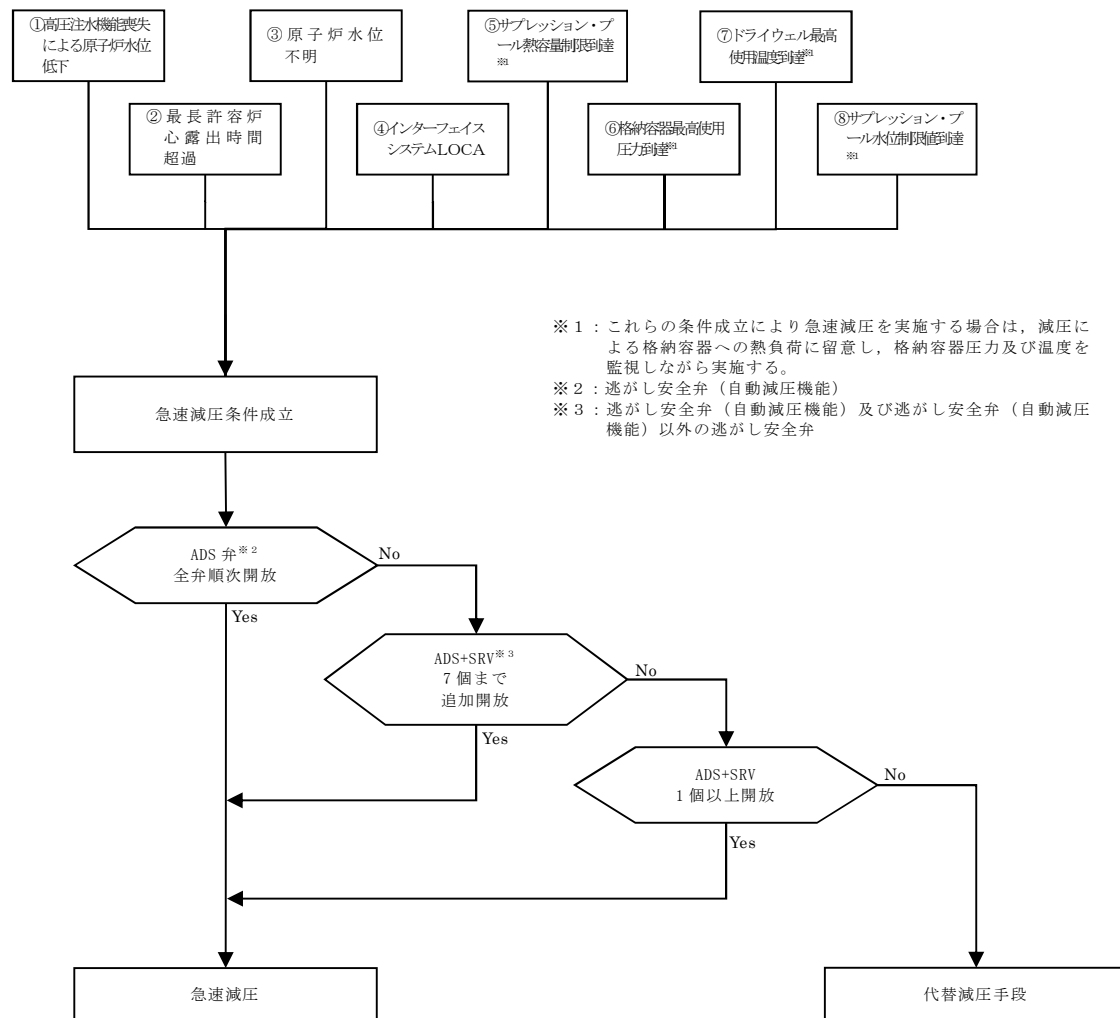 ①高圧注水機能喪失
による原子炉水位
低下
②最長許容炉
心露出時間
超過
③原子炉水位
不明
④インターフェイス
システムLOCA
⑤サプレッション・プ
ール熱容量制限到達
※1
⑥格納容器最高使用
圧力到達※1
⑦ドライウェル最高
使用温度到達※1
⑧サプレッション・プ
ール水位制限値到達
※1
※1:これらの条件成立により急速減圧を実施する場合は,減圧に
よる格納容器への熱負荷に留意し,格納容器圧力及び温度を
監視しながら実施する。
※2:逃がし安全弁(自動減圧機能)
※3:逃がし安全弁(自動減圧機能)及び逃がし安全弁(自動減圧
機能)以外の逃がし安全弁
急速減圧条件成立
ADS 弁※2
全弁順次開放
No
Yes
ADS+SRV※3
7個まで
追加開放
No
Yes
ADS+SRV
1個以上開放
No
Yes
急速減圧
代替減圧手段